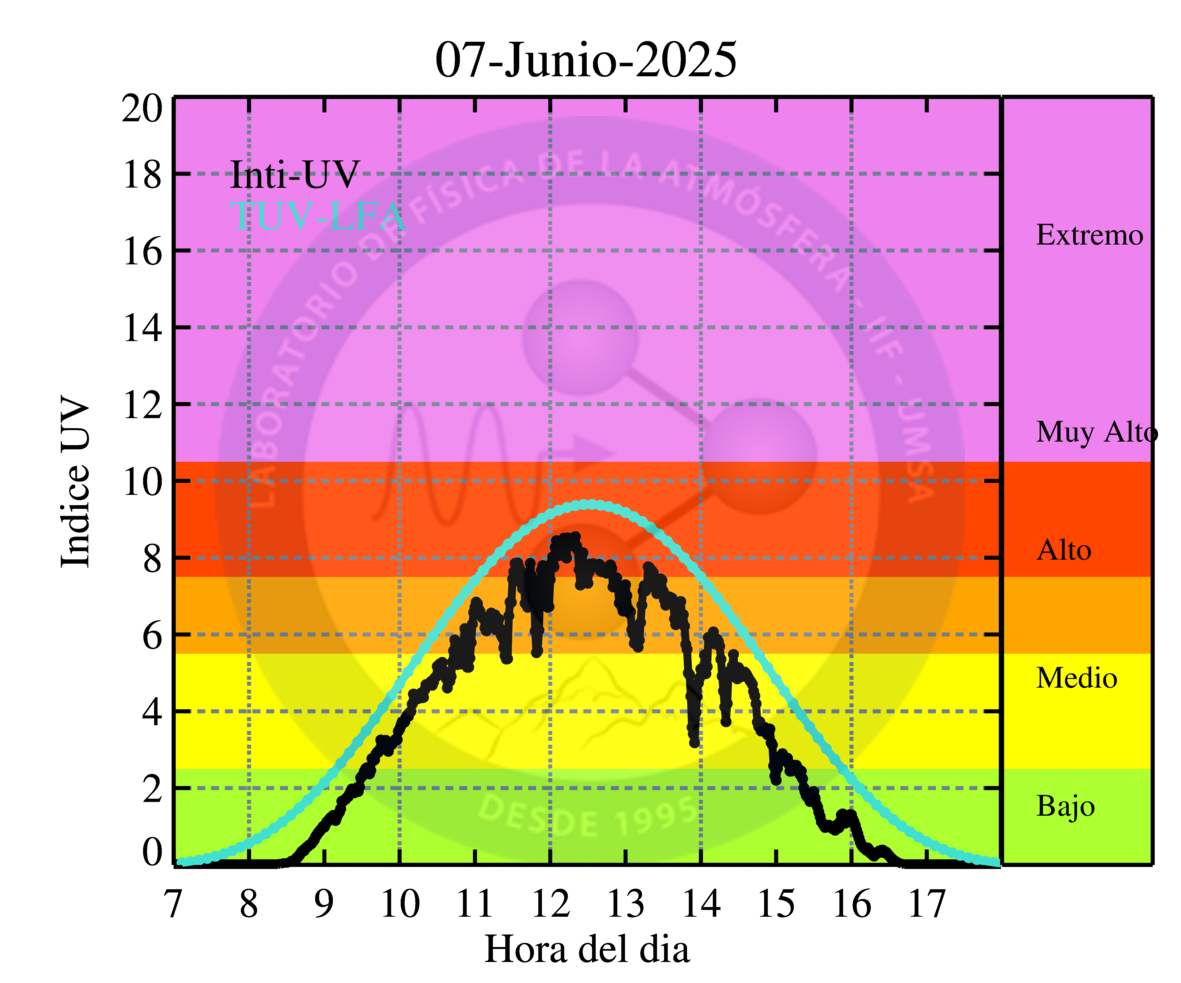 07-Junio-2025
20
18
16
14
12
10
8
6
4
2
0
Indice UV
Inti-UV
TUV-LFA
LABORATORIO DE FÍSICA DE LA ATMÓSFERA - IIF - UMSA
DESDE 1995
Extremo
Muy Alto
Alto
Medio
Bajo
7 8 9 10 11 12 13 14 15 16 17
Hora del dia